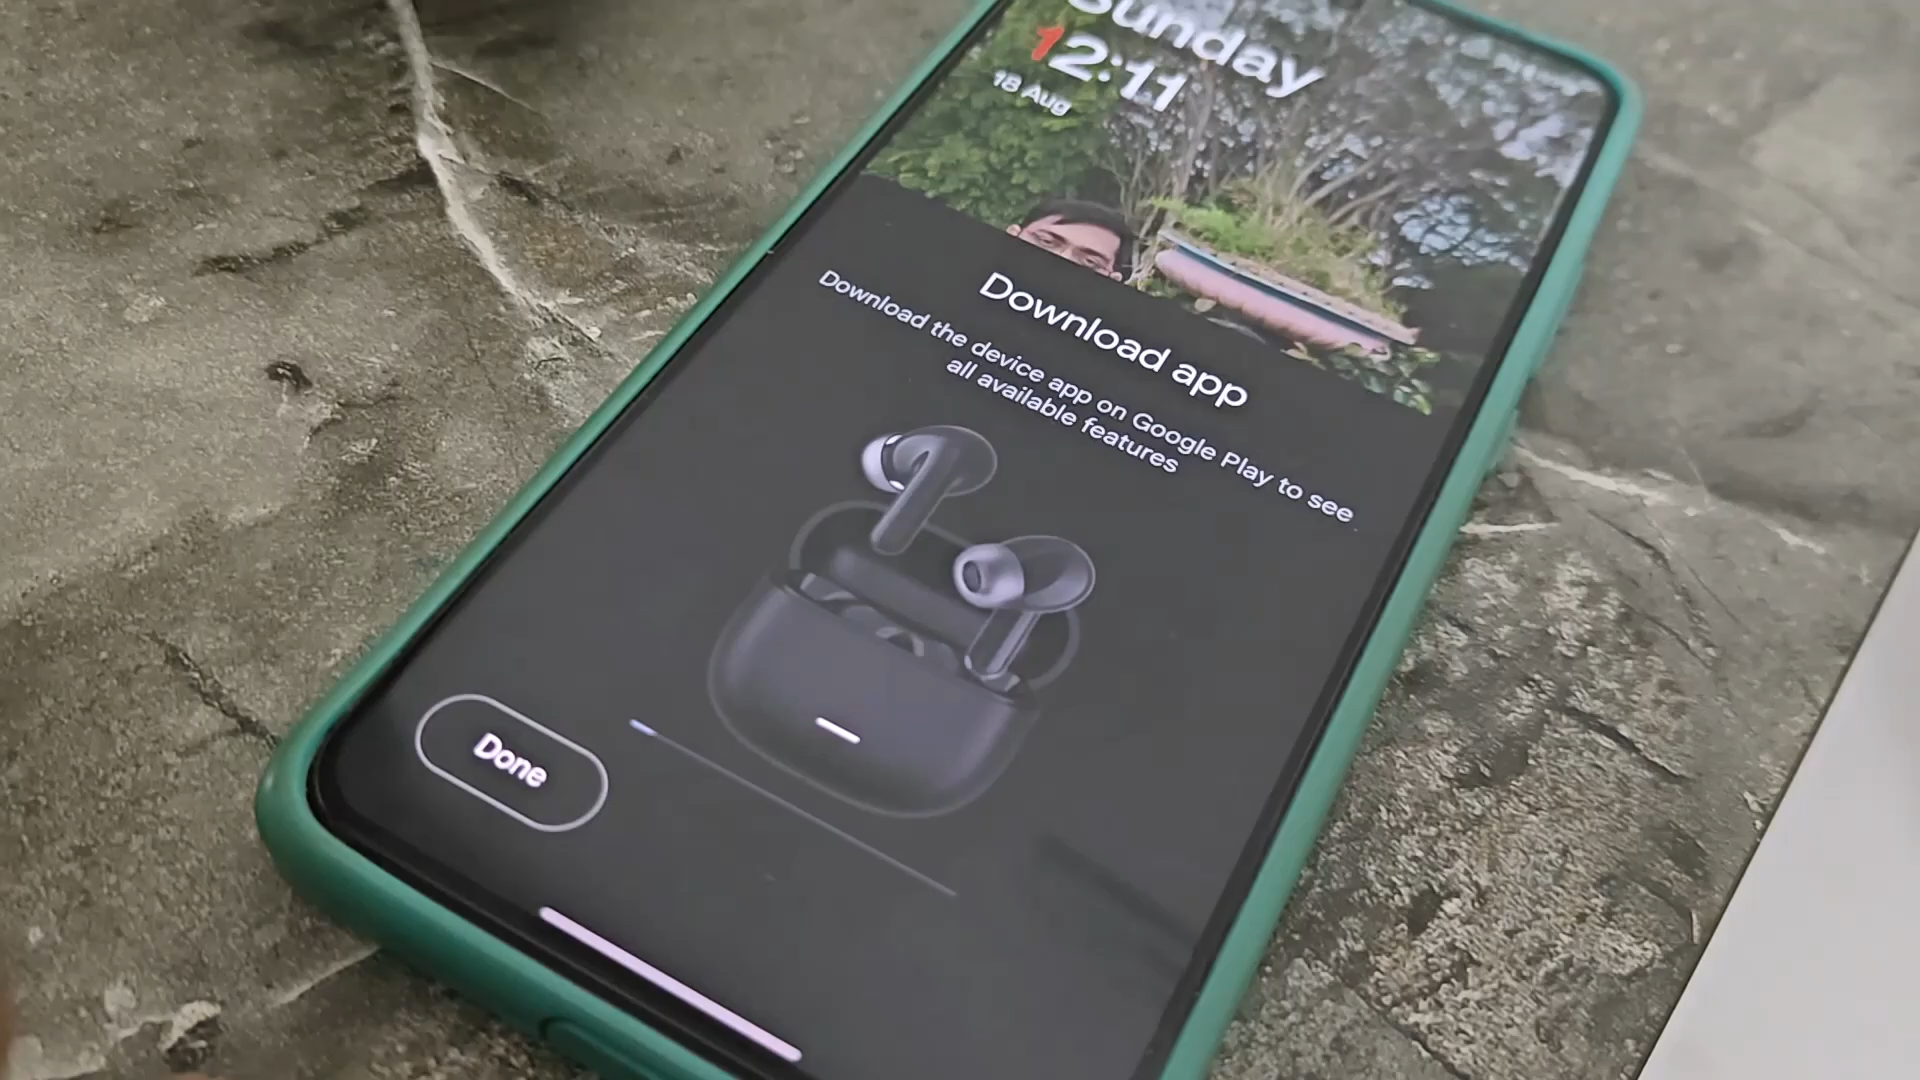 Sunday
12:11
18 Aug
Download app
Download the device app on Google Play to see
all available features
Done